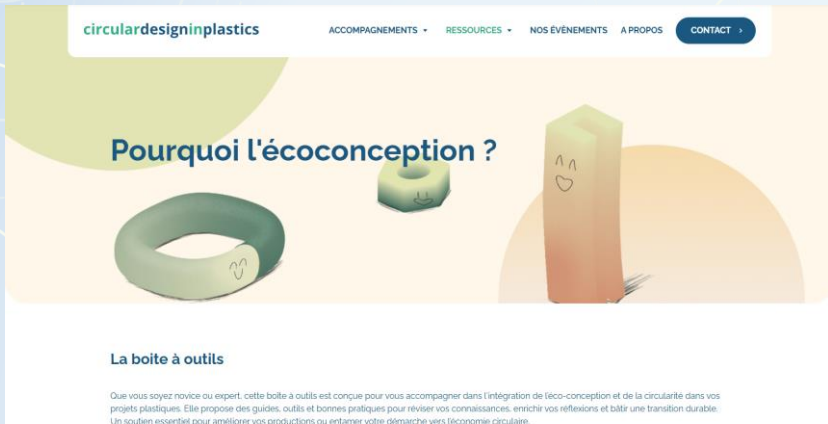 circulardesigninplastics
ACCOMPAGNEMENTS
RESSOURCES
NOS ÉVÈNEMENTS
A PROPOS
CONTACT >
Pourquoi l'écoconception ?
La boite à outils
Que vous soyez novice ou expert, cette boîte à outils est conçue pour vous accompagner dans l'intégration de l'éco-conception et de la circularité dans vos
projets plastiques. Elle propose des guides, outils et bonnes pratiques pour réviser vos connaissances, enrichir vos réflexions et bâtir une transition durable.
Un soutien essentiel pour améliorer vos productions ou entamer votre démarche vers l'économie circulaire.